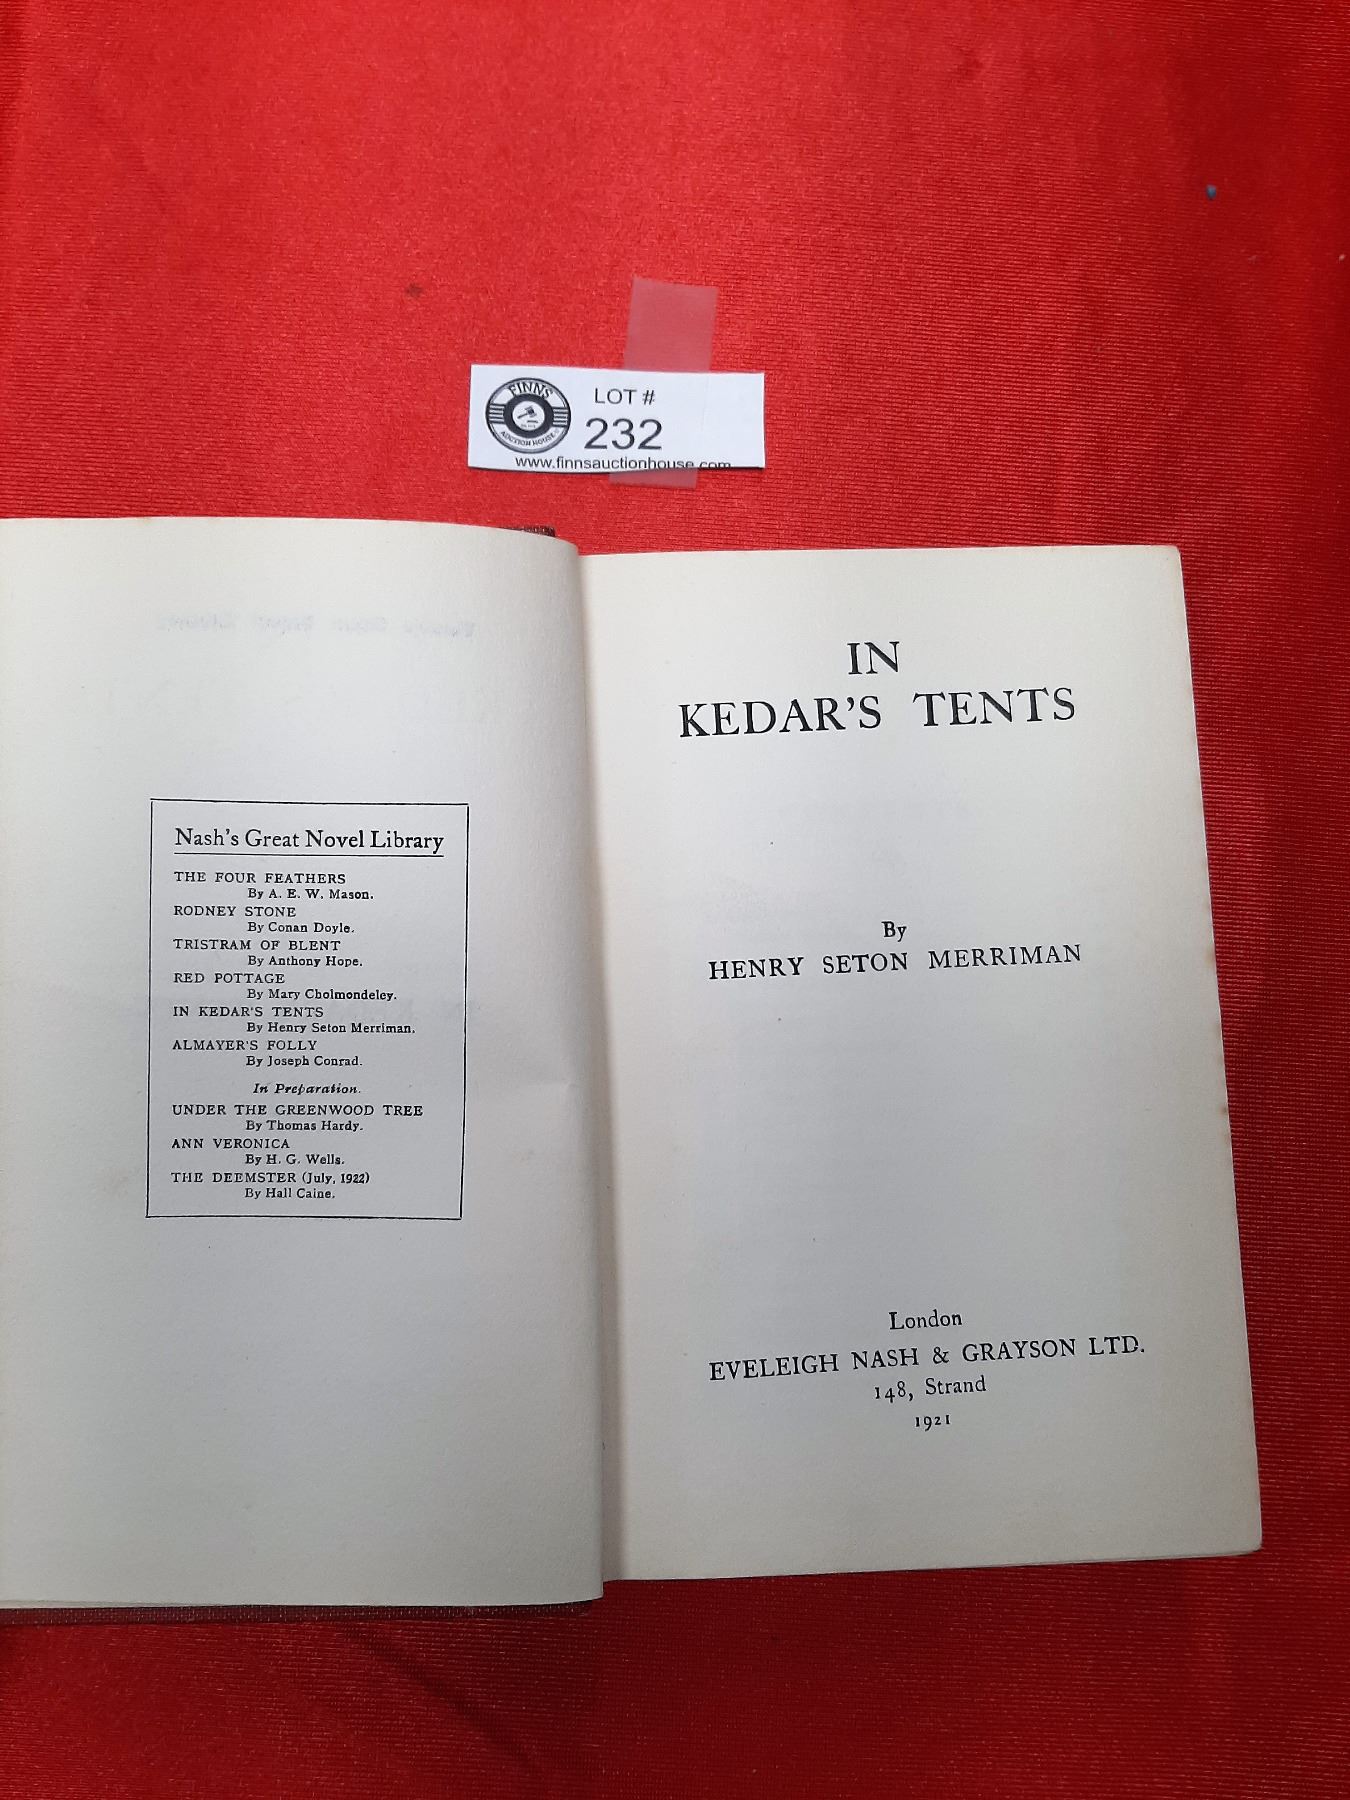 FINNS
AUCTION HOUSE
LOT #
232
www.finnsauctionhouse.com
Nash's Great Novel Library
THE FOUR FEATHERS
By A. E. W. Mason.
RODNEY STONE
By Conan Doyle.
TRISTRAM OF BLENT
By Anthony Hope.
RED POTTAGE
By Mary Cholmondeley.
IN KEDAR'S TENTS
By Henry Seton Merriman.
ALMAYER'S FOLLY
By Joseph Conrad.
In Preparation.
UNDER THE GREENWOOD TREE
By Thomas Hardy.
ANN VERONICA
By H. G. Wells.
THE DEEMSTER (July, 1922)
By Hall Caine.
IN
KEDAR'S TENTS
By
HENRY SETON MERRIMAN
London
EVELEIGH NASH & GRAYSON LTD.
148, Strand
1921